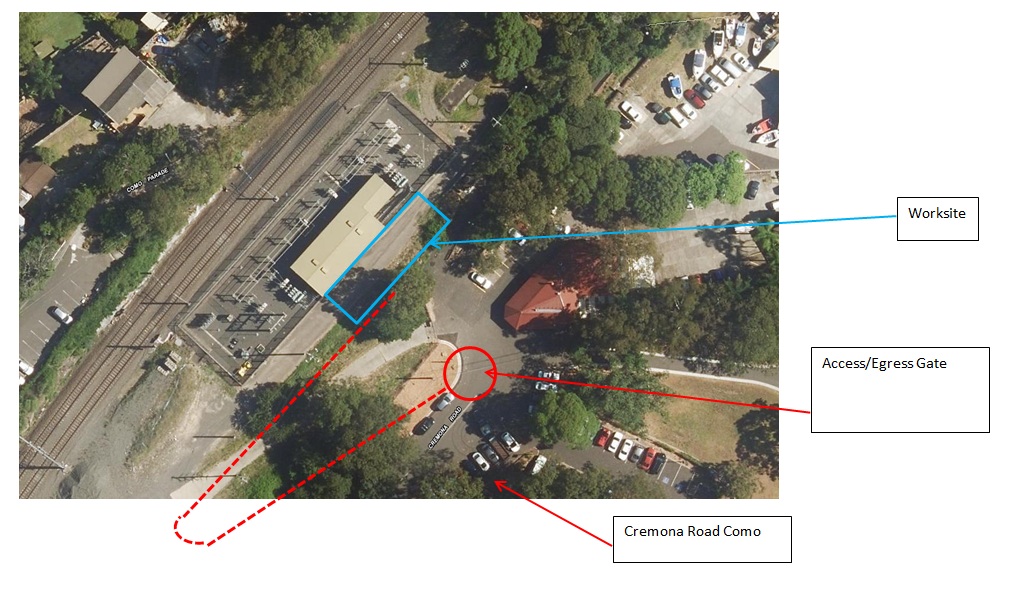 COMO PARADE
Worksite
Access/Egress Gate
CREMONA ROAD
Cremona Road Como